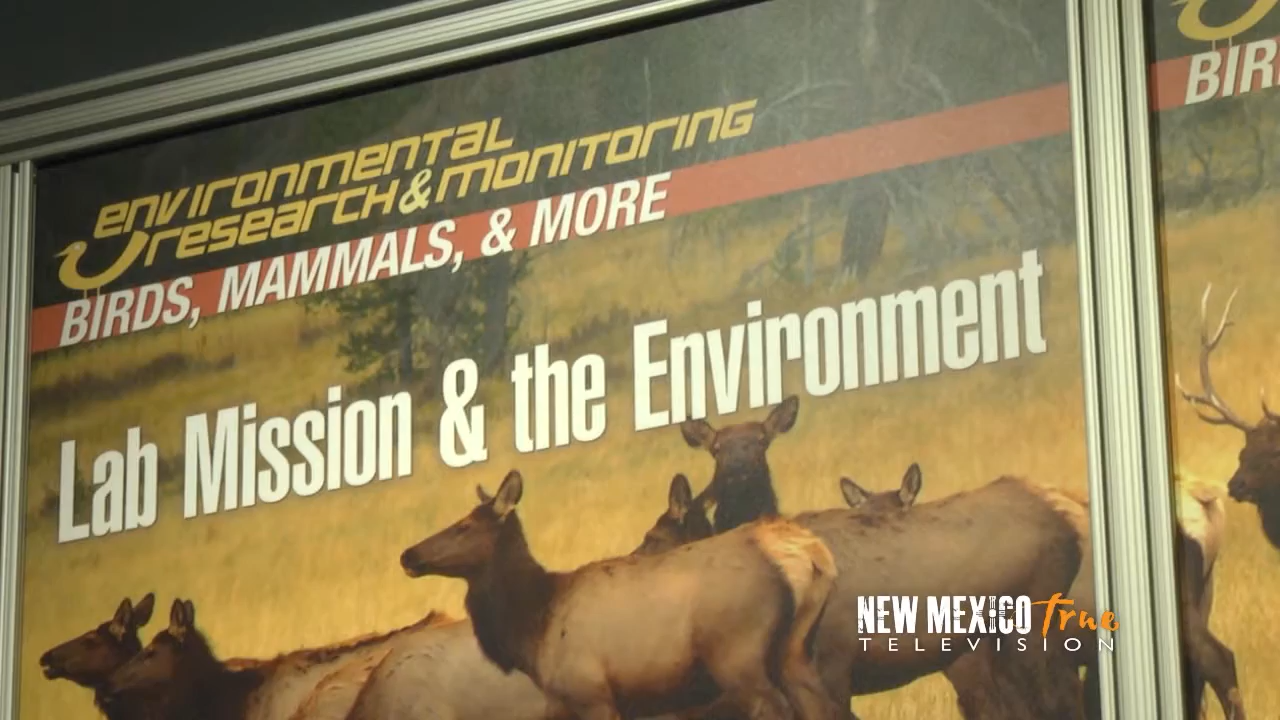 environmental
research & monitoring
BIRDS, MAMMALS, & MORE
Lab Mission & the Environment
BIR
NEW MEXICO True
TELEVISION